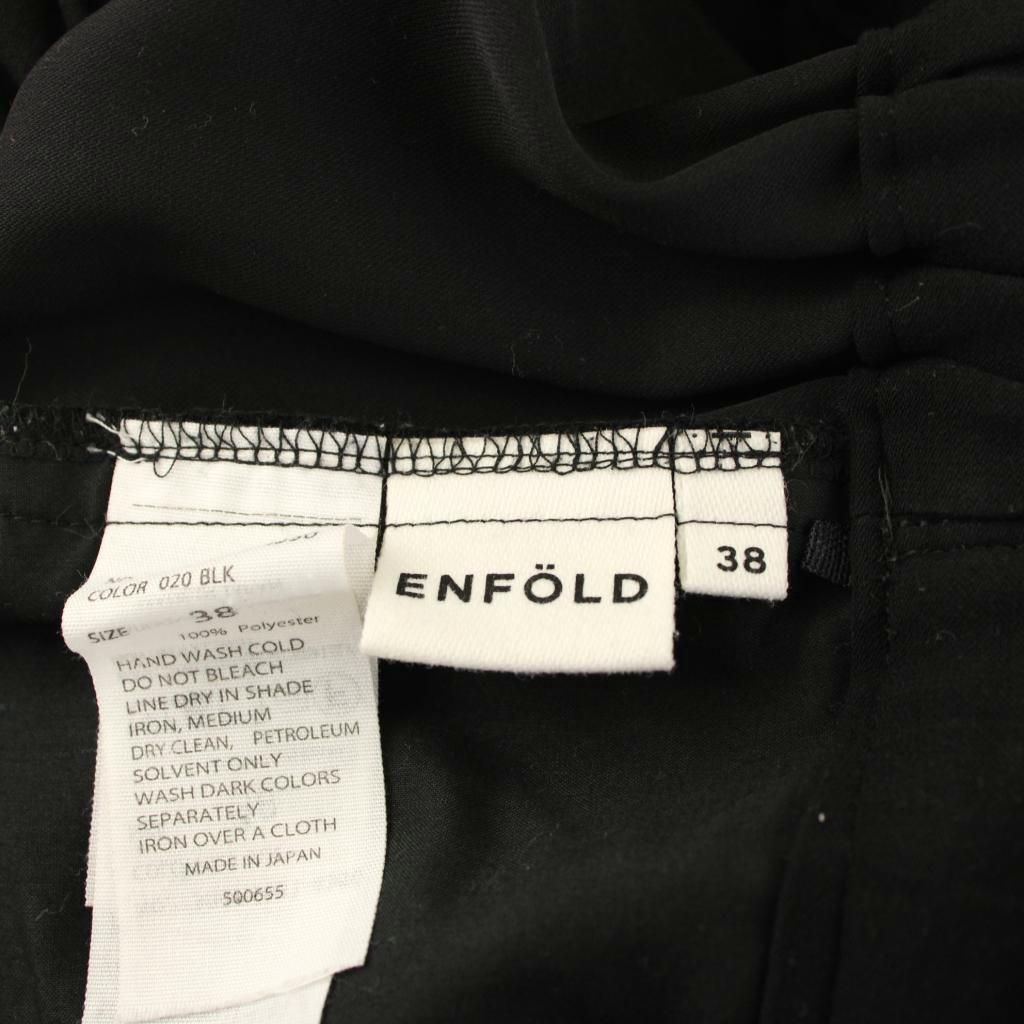 COLOR 020 BLK
SIZE 38
100% Polyester
HAND WASH COLD
DO NOT BLEACH
LINE DRY IN SHADE
IRON, MEDIUM
DRY CLEAN, PETROLEUM
SOLVENT ONLY
WASH DARK COLORS
SEPARATELY
IRON OVER A CLOTH
MADE IN JAPAN
500655
ENFÖLD
38